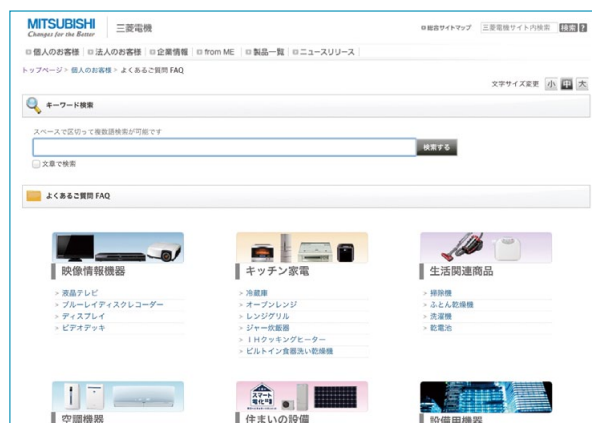 MITSUBISHI
Changes for the Better
三菱電機
総合サイトマップ 三菱電機サイト内検索 検索 ?
個人のお客様 法人のお客様 企業情報 from ME 製品一覧 ニュースリリース
トップページ > 個人のお客様 > よくあるご質問 FAQ
文字サイズ変更 小 中 大
キーワード検索
スペースで区切って複数語検索が可能です
検索する
文章で検索
よくあるご質問 FAQ
映像情報機器
> 液晶テレビ
> ブルーレイディスクレコーダー
> ディスプレイ
> ビデオデッキ
キッチン家電
> 冷蔵庫
> オーブンレンジ
> レンジグリル
> ジャー炊飯器
> IHクッキングヒーター
> ビルトイン食器洗い乾燥機
生活関連商品
> 掃除機
> ふとん乾燥機
> 洗濯機
> 乾電池
空調機器
スマート
電化
住まいの設備
設備用機器